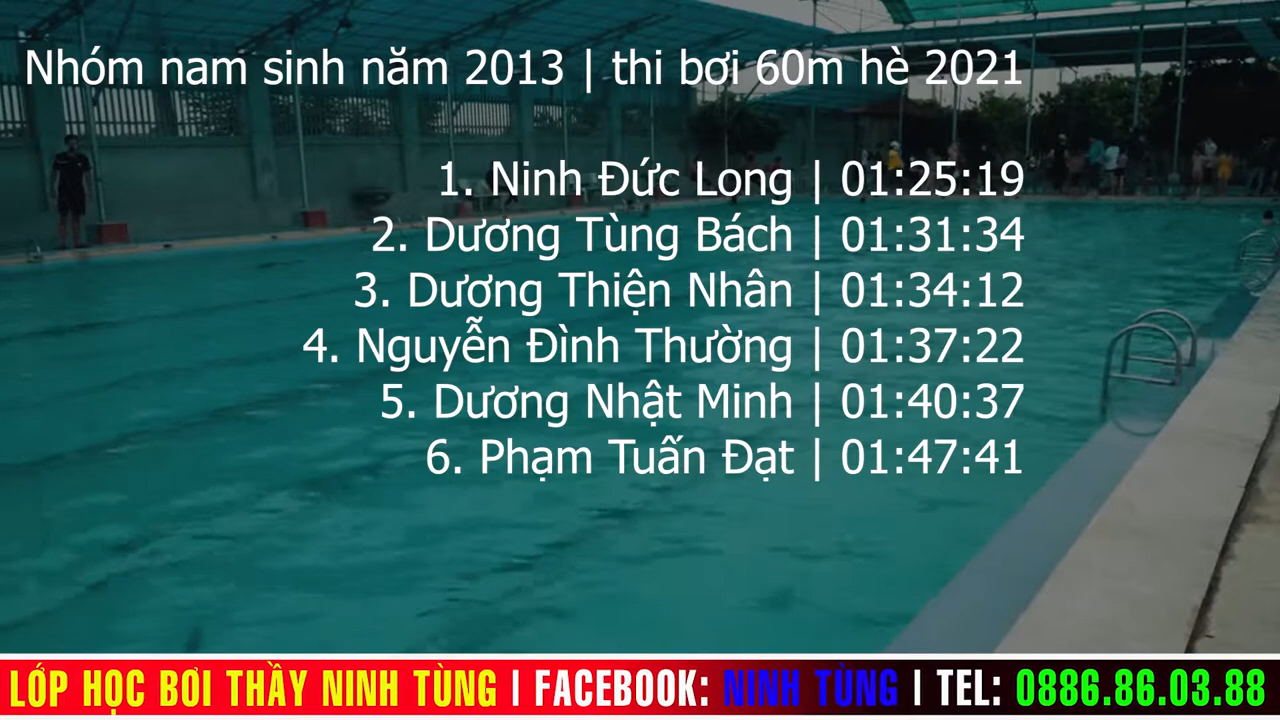 Nhóm nam sinh năm 2013 | thi bơi 60m hè 2021
1. Ninh Đức Long | 01:25:19
2. Dương Tùng Bách | 01:31:34
3. Dương Thiện Nhân | 01:34:12
4. Nguyễn Đình Thường | 01:37:22
5. Dương Nhật Minh | 01:40:37
6. Phạm Tuấn Đạt | 01:47:41
LỚP HỌC BƠI THẦY NINH TÙNG I FACEBOOK: NINH TÙNG I TEL: 0886.86.03.88